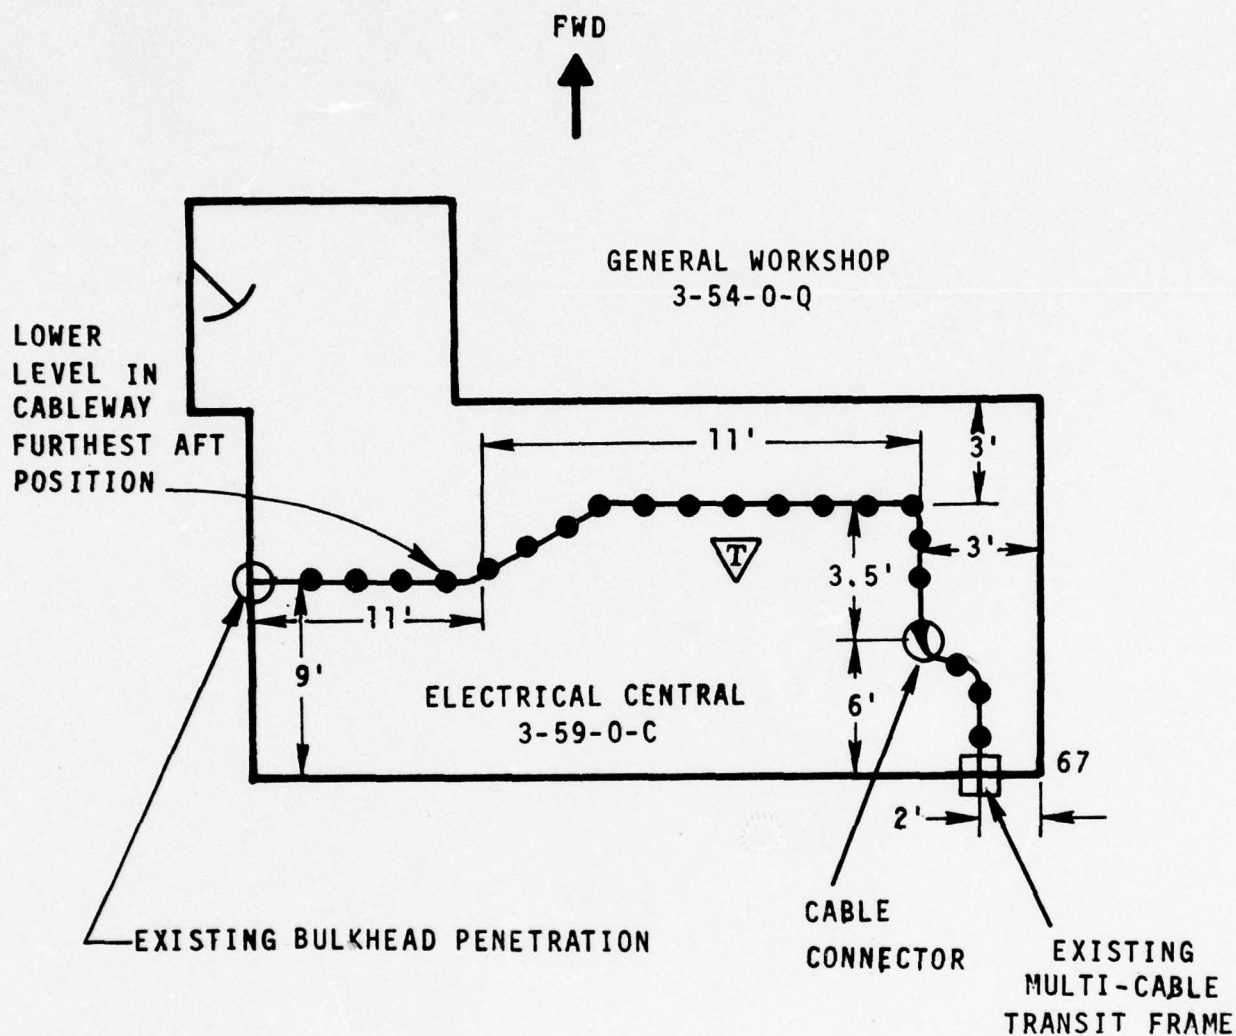 FWD
GENERAL WORKSHOP
3-54-0-Q
LOWER
LEVEL IN
CABLEWAY
FURTHEST AFT
POSITION
11'
3'
3'
T
3.5'
11'
9'
6'
ELECTRICAL CENTRAL
3-59-0-C
67
2'
EXISTING BULKHEAD PENETRATION
CABLE
CONNECTOR
EXISTING
MULTI-CABLE
TRANSIT FRAME